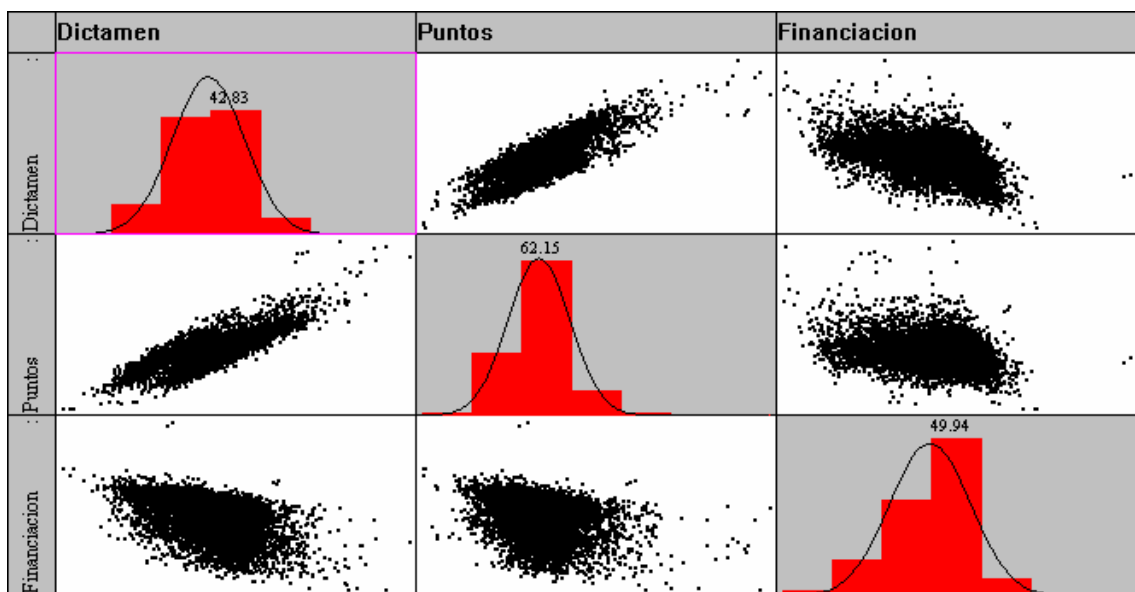 Dictamen Puntos Financiacion
Dictamen
42.83
Puntos
62.15
Financiacion
49.94